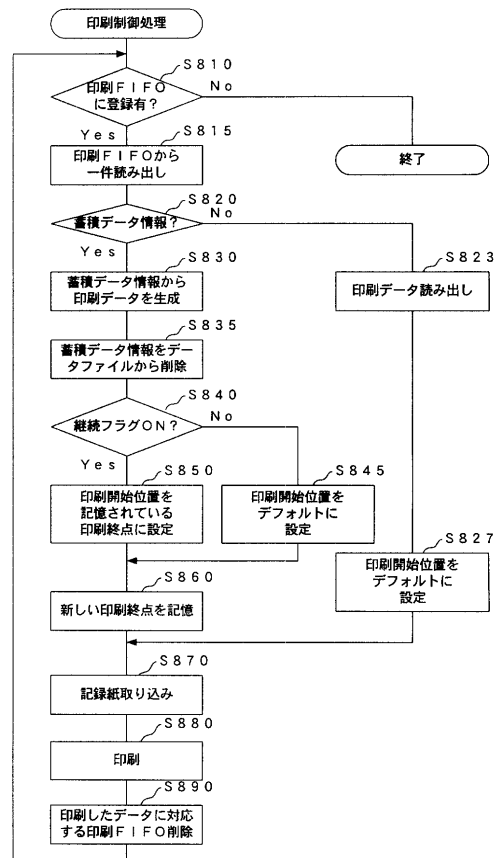 印刷制御処理
S810
印刷FIFO
に登録有?
No
Yes
S815
印刷FIFOから
一件読み出し
終了
S820
蓄積データ情報?
No
Yes
S830
蓄積データ情報から
印刷データを生成
S823
印刷データ読み出し
S835
蓄積データ情報をデー
タファイルから削除
S840
継続フラグON?
No
Yes
S850
印刷開始位置を
記憶されている
印刷終点に設定
S845
印刷開始位置を
デフォルトに
設定
S827
印刷開始位置を
デフォルトに
設定
S860
新しい印刷終点を記憶
S870
記録紙取り込み
S880
印刷
S890
印刷したデータに対応
する印刷FIFO削除